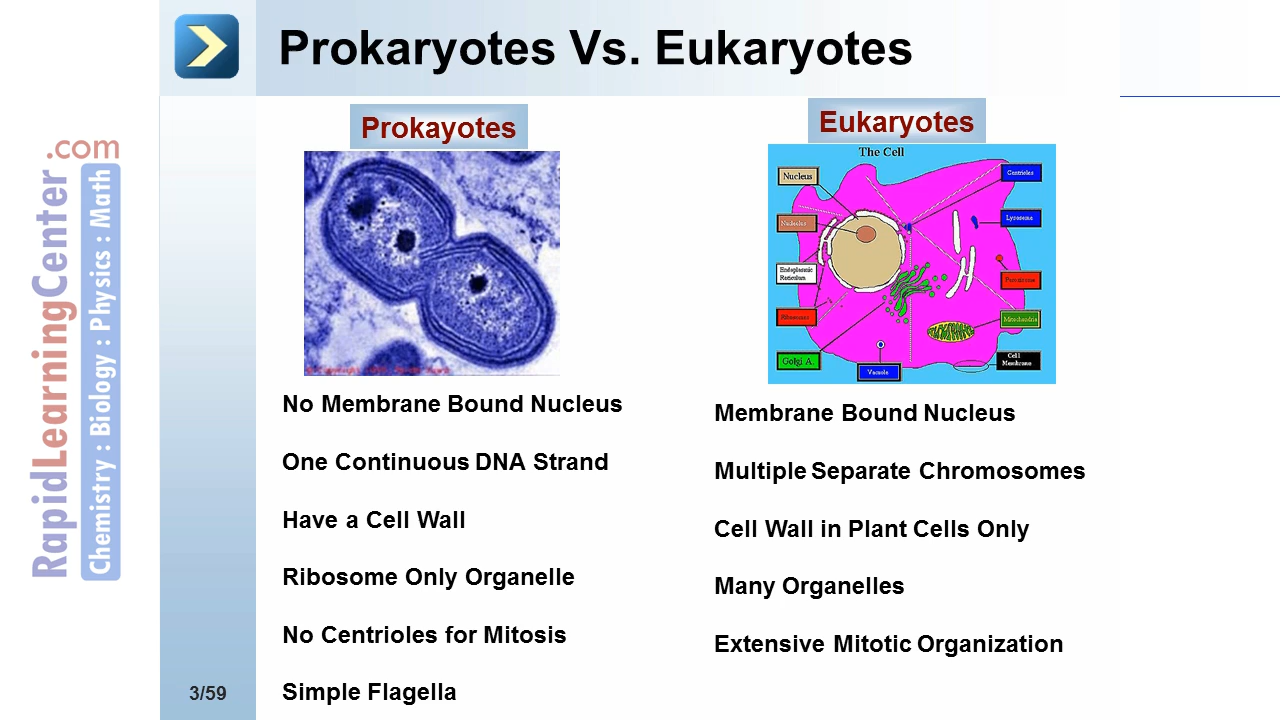 Prokaryotes Vs. Eukaryotes
RapidLearningCenter.com
Chemistry : Biology : Physics : Math
Prokayotes
No Membrane Bound Nucleus
One Continuous DNA Strand
Have a Cell Wall
Ribosome Only Organelle
No Centrioles for Mitosis
Simple Flagella
Eukaryotes
The Cell
Nucleus
Nucleolus
Endoplasmic
Reticulum
Ribosomes
Golgi A.
Vacuole
Centrioles
Lysosome
Peroxisome
Mitochondria
Cell
Membrane
Membrane Bound Nucleus
Multiple Separate Chromosomes
Cell Wall in Plant Cells Only
Many Organelles
Extensive Mitotic Organization
3/59